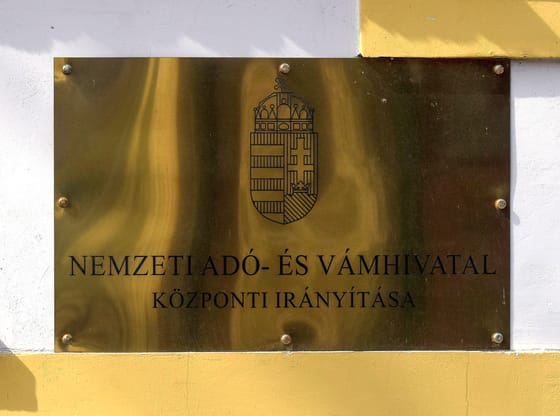 NEMZETI ADÓ- ÉS VÁMHIVATAL
KÖZPONTI IRÁNYÍTÁSA